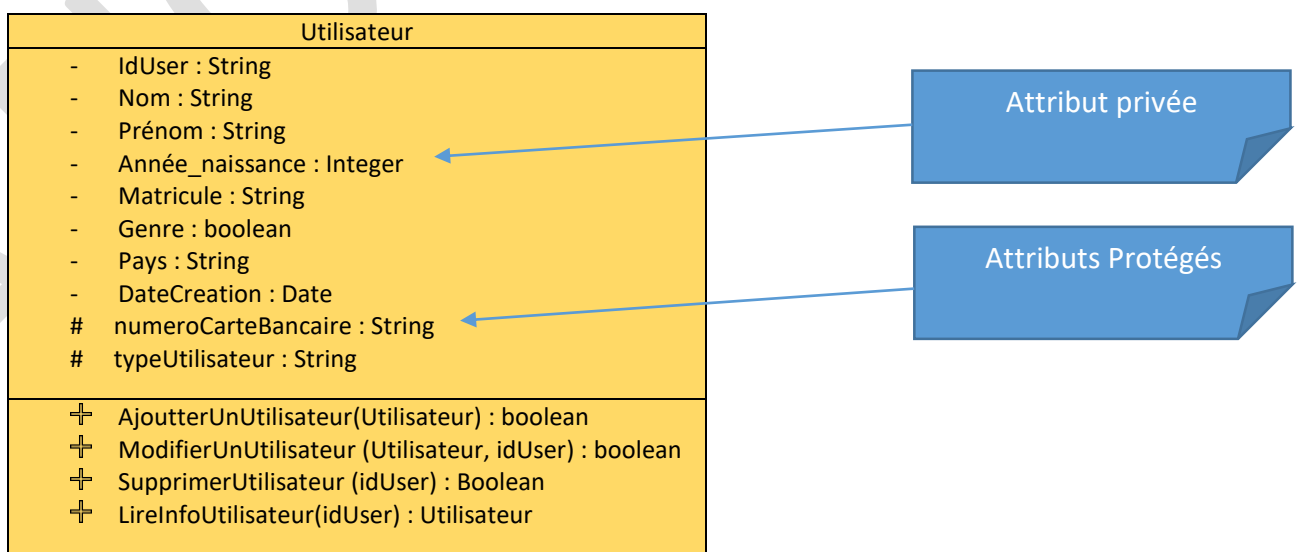 Utilisateur
- IdUser : String
- Nom : String
- Prénom : String
- Année_naissance : Integer
- Matricule : String
- Genre : boolean
- Pays : String
- DateCreation : Date
# numeroCarteBancaire : String
# typeUtilisateur : String
+ AjoutterUnUtilisateur(Utilisateur) : boolean
+ ModifierUnUtilisateur (Utilisateur, idUser) : boolean
+ SupprimerUtilisateur (idUser) : Boolean
+ LireInfoUtilisateur(idUser) : Utilisateur
Attribut privée
Attributs Protégés